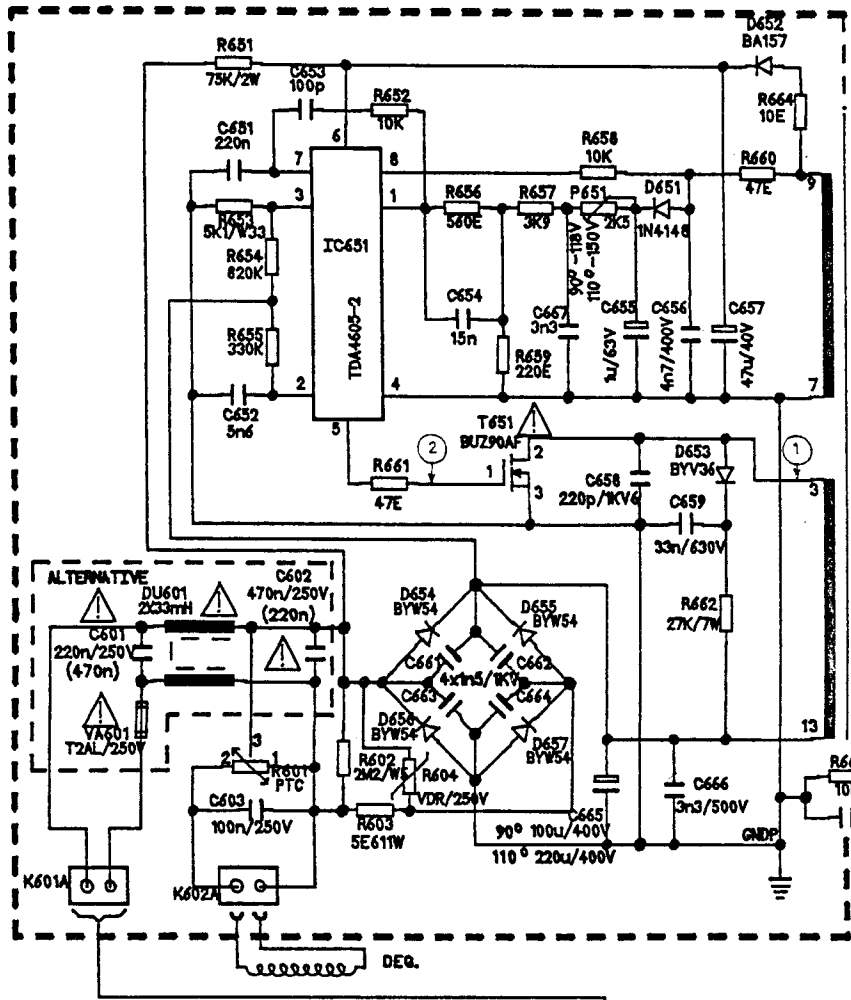 D652
BA157
R651
75K/2W
C653
100p
R652
10K
R664
10E
C651
220n
6
7
8
R658
10K
R660
47E
9
3
1
R653
5K1/W33
R656
560E
R657
3K9
P651
2K5
D651
1N4148
IC651
TDA4605-2
R654
820K
90° -118V
110° -150V
C654
15n
C667
3n3
C655
1u/63V
C656
4n7/400V
C657
47u/40V
R655
330K
R659
220E
2
4
7
C652
5n6
5
T651
BUZ90AF
2
1
3
R661
47E
2
C658
220p/1KV6
D653
BYV36
1
3
C659
33n/630V
ALTERNATIVE
DU601
2X33mH
C602
470n/250V
(220n)
C601
220n/250V
(470n)
D654
BYW54
D655
BYW54
R662
27K/7W
C661
C662
4x1n5/1KV
C663
C664
D656
BYW54
D657
BYW54
VA601
T2AL/250V
13
3
2
1
R601
PTC
R602
2M2/W5
R604
VDR/250V
C603
100n/250V
R603
5E611W
C665
90° 100u/400V
110° 220u/400V
C666
3n3/500V
GNDP
R66
10
K601A
K602A
DEG.